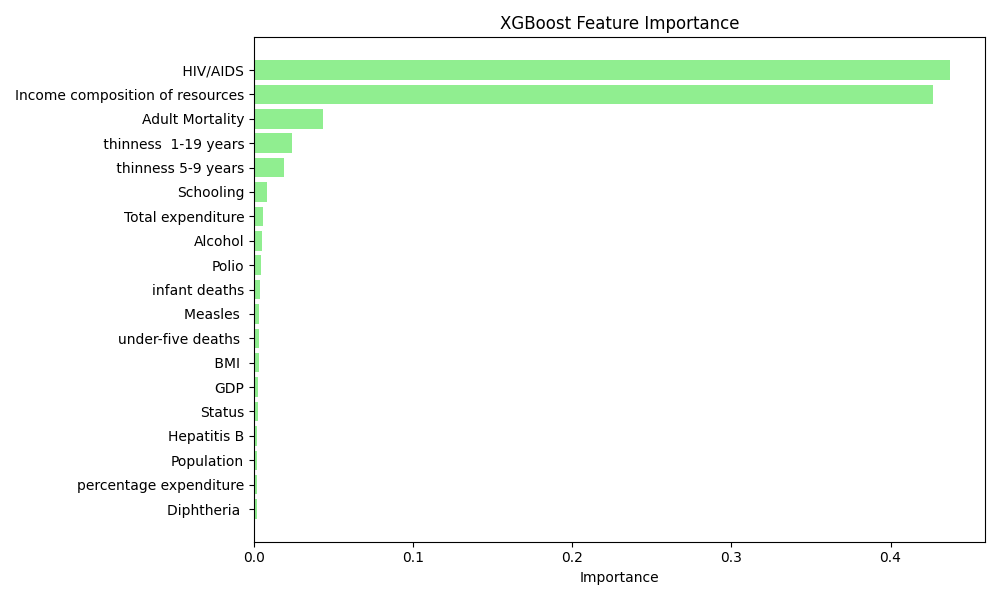 XGBoost Feature Importance
HIV/AIDS
Income composition of resources
Adult Mortality
thinness  1-19 years
thinness 5-9 years
Schooling
Total expenditure
Alcohol
Polio
infant deaths
Measles
under-five deaths
BMI
GDP
Status
Hepatitis B
Population
percentage expenditure
Diphtheria
0.0 0.1 0.2 0.3 0.4
Importance